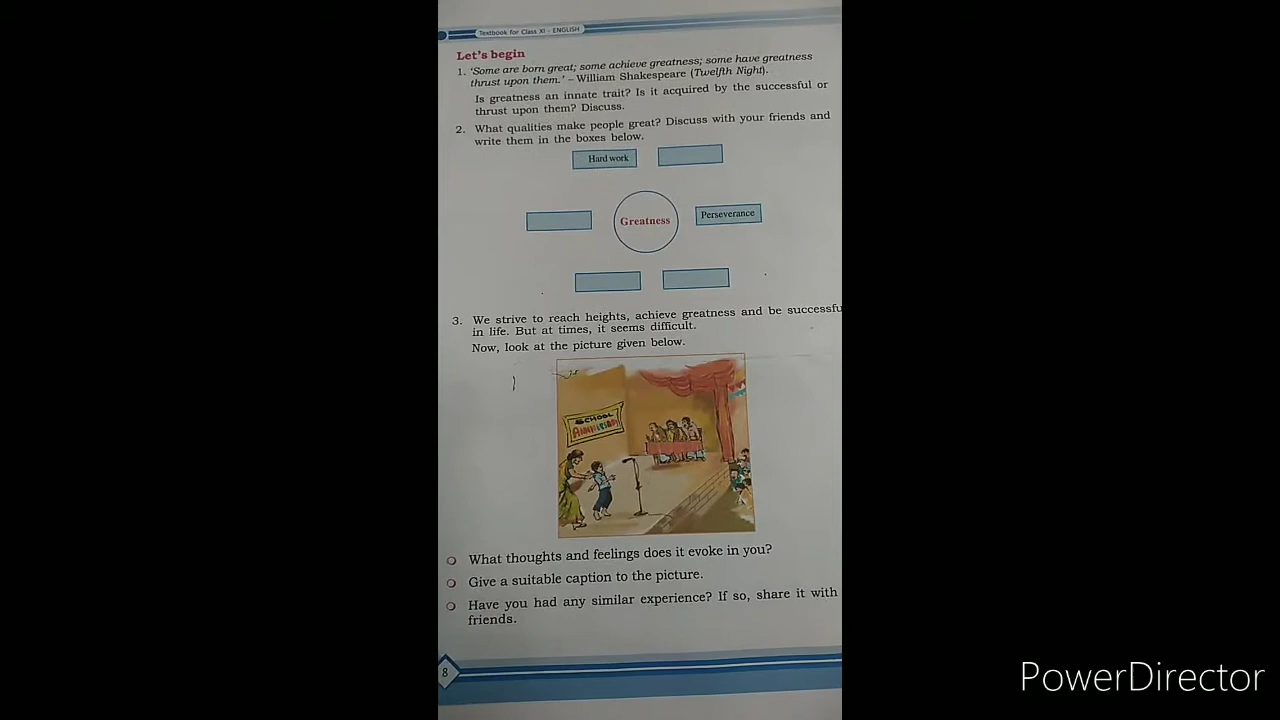 Textbook for Class XI - ENGLISH
Let's begin
1. 'Some are born great; some achieve greatness; some have greatness
thrust upon them.' – William Shakespeare (Twelfth Night).
Is greatness an innate trait? Is it acquired by the successful or
thrust upon them? Discuss.
2. What qualities make people great? Discuss with your friends and
write them in the boxes below.
Hard work
Greatness
Perseverance
3. We strive to reach heights, achieve greatness and be successfu
in life. But at times, it seems difficult.
Now, look at the picture given below.
SCHOOL
What thoughts and feelings does it evoke in you?
Give a suitable caption to the picture.
Have you had any similar experience? If so, share it with
friends.
8
PowerDirector